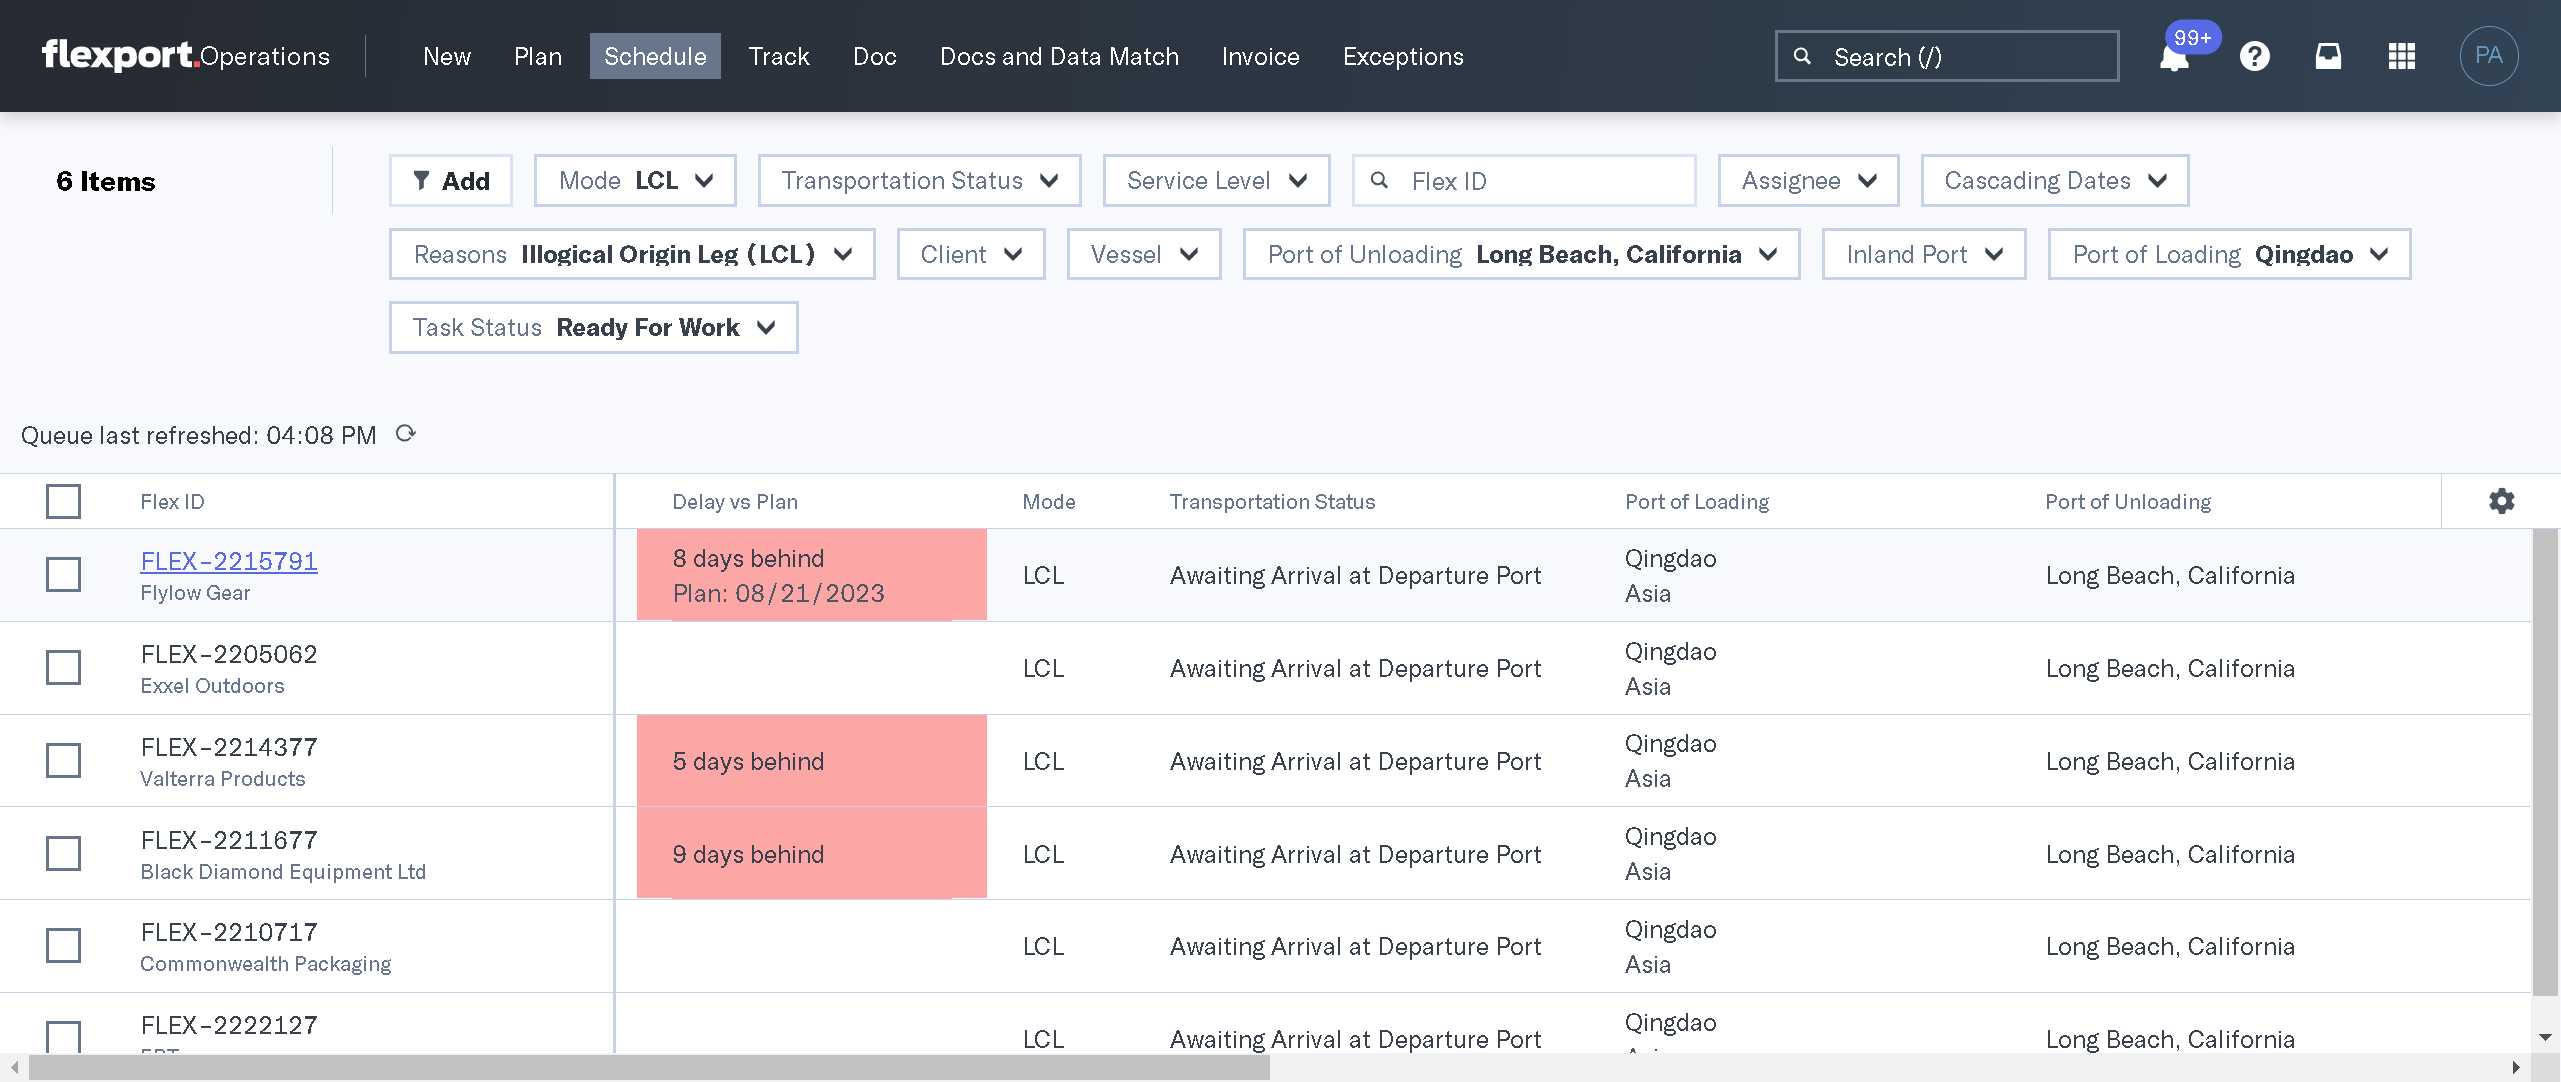 flexport.Operations
New Plan Schedule Track Doc Docs and Data Match Invoice Exceptions
Search (/)
99+
PA
6 Items
Add
Mode LCL
Transportation Status
Service Level
Flex ID
Assignee
Cascading Dates
Reasons Illogical Origin Leg (LCL)
Client
Vessel
Port of Unloading Long Beach, California
Inland Port
Port of Loading Qingdao
Task Status Ready For Work
Queue last refreshed: 04:08 PM
Flex ID Delay vs Plan Mode Transportation Status Port of Loading Port of Unloading
FLEX-2215791
Flylow Gear
8 days behind
Plan: 08/21/2023
LCL
Awaiting Arrival at Departure Port
Qingdao
Asia
Long Beach, California
FLEX-2205062
Exxel Outdoors
LCL
Awaiting Arrival at Departure Port
Qingdao
Asia
Long Beach, California
FLEX-2214377
Valterra Products
5 days behind
LCL
Awaiting Arrival at Departure Port
Qingdao
Asia
Long Beach, California
FLEX-2211677
Black Diamond Equipment Ltd
9 days behind
LCL
Awaiting Arrival at Departure Port
Qingdao
Asia
Long Beach, California
FLEX-2210717
Commonwealth Packaging
LCL
Awaiting Arrival at Departure Port
Qingdao
Asia
Long Beach, California
FLEX-2222127
LCL
Awaiting Arrival at Departure Port
Qingdao
Long Beach, California